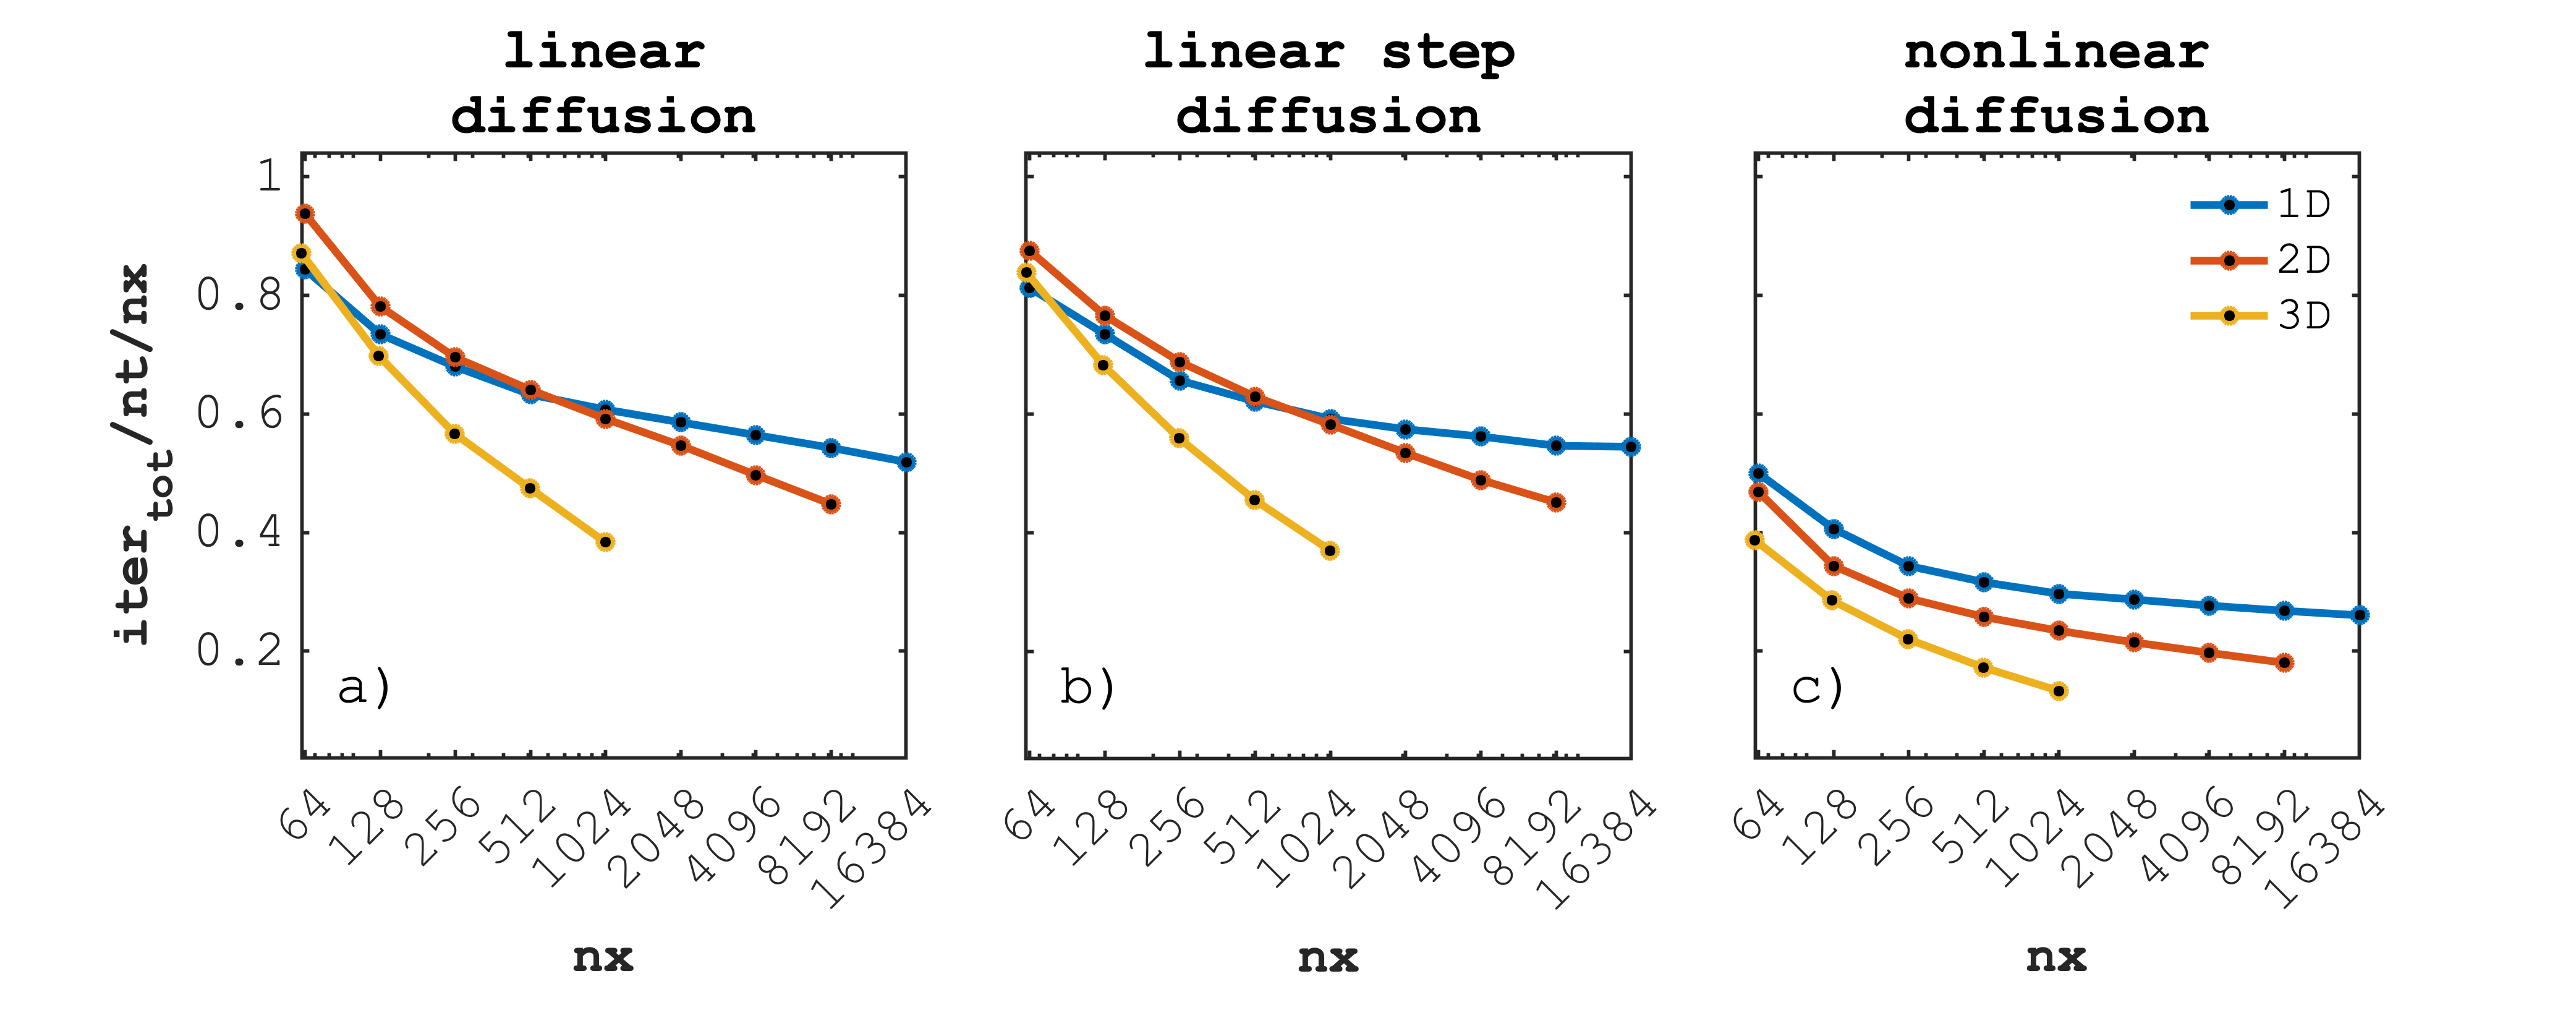 linear
diffusion
linear step
diffusion
nonlinear
diffusion
iter_tot/nt/nx
1
0.8
0.6
0.4
0.2
1D
2D
3D
a)
b)
c)
64 128 256 512 1024 2048 4096 8192 16384
64 128 256 512 1024 2048 4096 8192 16384
64 128 256 512 1024 2048 4096 8192 16384
nx
nx
nx